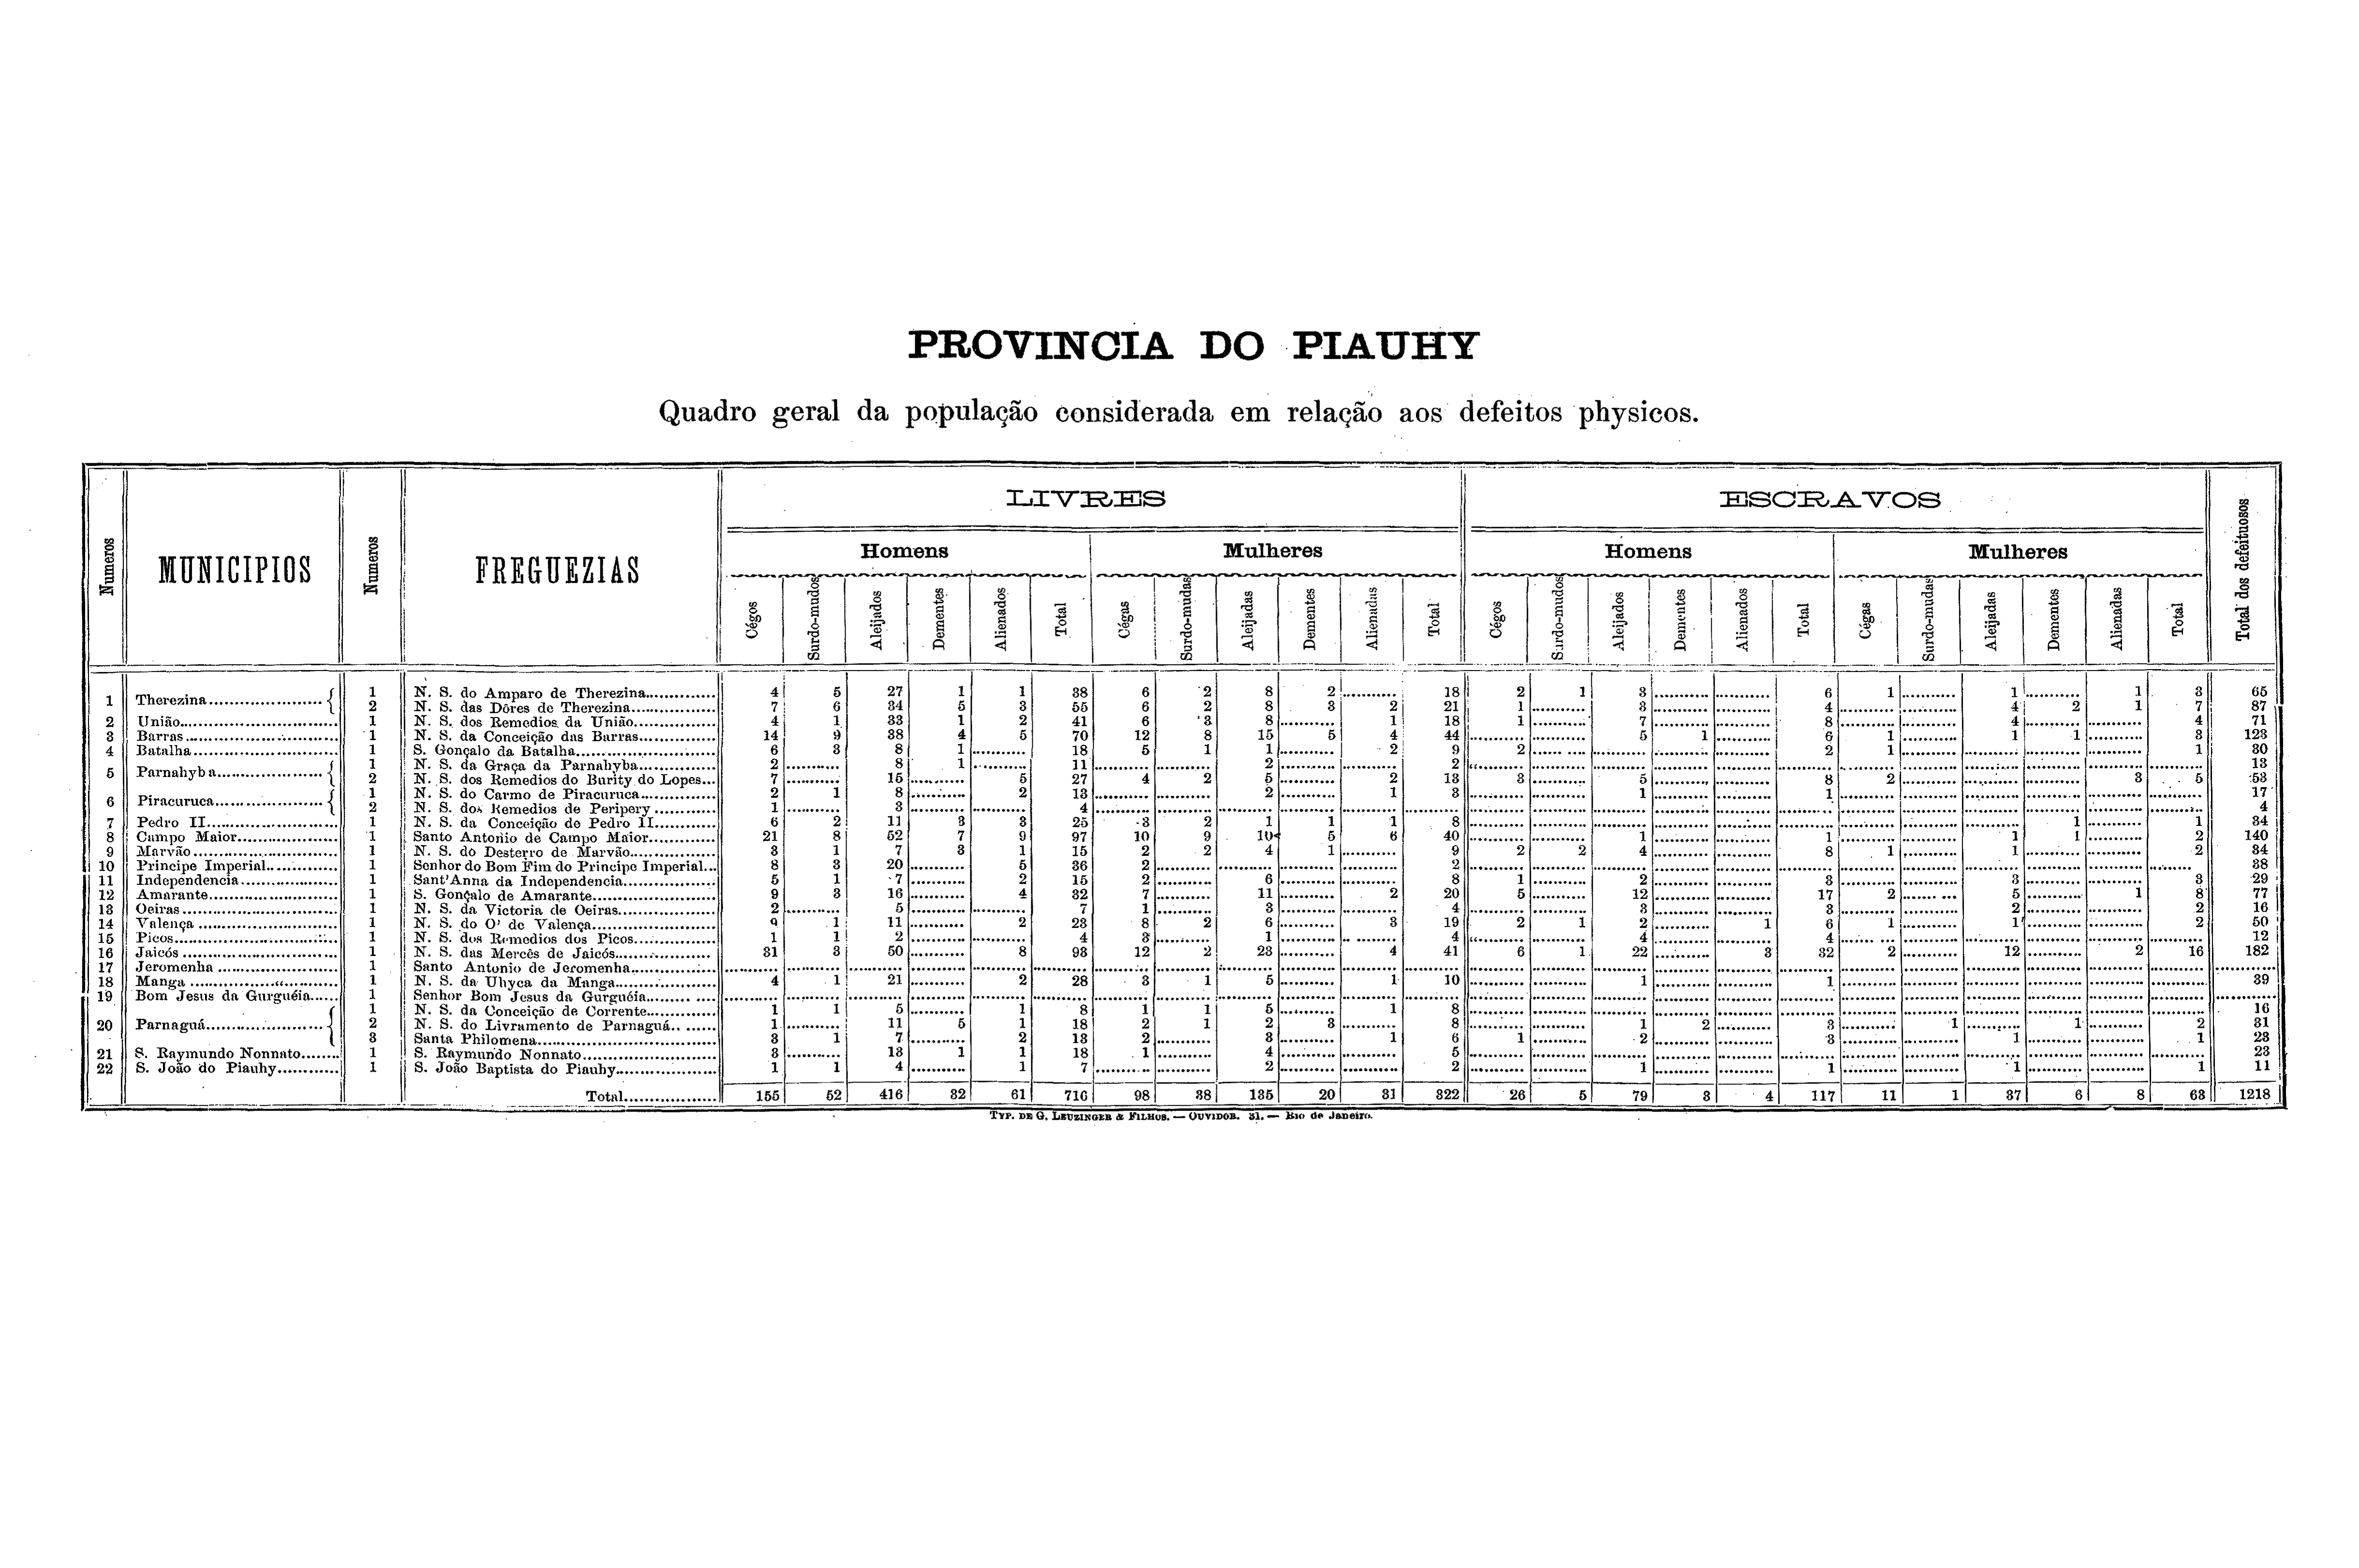 PROVINCIA DO PIAUHY
Quadro geral da população considerada em relação aos defeitos physicos.
Numeros MUNICIPIOS Numeros FREGUEZIAS LIVRES ESCRAVOS Total dos defeituosos
Homens Mulheres Homens Mulheres
Cégos Surdo-mudos Aleijados Dementes Alienados Total Cégas Surdo-mudas Aleijadas Dementes Alienadas Total Cégos Surdo-mudos Aleijados Dementes Alienados Total Cégas Surdo-mudas Aleijadas Dementes Alienadas Total
1 Therezina 1 N. S. do Amparo de Therezina 4 5 27 1 1 38 6 2 8 2 ... 18 2 1 3 ... ... 6 1 ... 1 ... 1 3 65
2 N. S. das Dôres de Therezina 7 6 34 5 3 55 6 2 8 3 2 21 1 ... 3 ... ... 4 ... ... 4 2 1 7 87
2 União 1 N. S. dos Remedios da União 4 1 33 1 2 41 6 3 8 ... 1 18 1 ... 7 ... ... 8 ... ... 4 ... ... 4 71
3 Barras 1 N. S. da Conceição das Barras 14 9 38 4 5 70 12 8 15 5 4 44 ... ... 5 1 ... 6 1 ... 1 1 ... 3 123
4 Batalha 1 S. Gonçalo da Batalha 6 3 8 1 ... 18 5 1 1 ... 2 9 2 ... ... ... ... 2 1 ... ... ... ... 1 30
5 Parnahyba 1 N. S. da Graça da Parnahyba 2 ... 8 1 ... 11 ... ... 2 ... ... 2 ... ... ... ... ... ... ... ... ... ... ... ... 13
2 N. S. dos Remedios do Burity do Lopes 7 ... 15 ... 5 27 4 2 5 ... 2 13 3 ... 5 ... ... 8 2 ... ... ... 3 5 53
6 Piracuruca 1 N. S. do Carmo de Piracuruca 2 1 8 ... 2 13 ... ... 2 ... 1 3 ... ... 1 ... ... 1 ... ... ... ... ... ... 17
2 N. S. dos Remedios de Peripery 1 ... 3 ... ... 4 ... ... ... ... ... ... ... ... ... ... ... ... ... ... ... ... ... ... 4
7 Pedro II 1 N. S. da Conceição de Pedro II 6 2 11 3 3 25 3 2 1 1 1 8 ... ... ... ... ... ... ... ... ... 1 ... 1 34
8 Campo Maior 1 Santo Antonio de Campo Maior 21 8 52 7 9 97 10 9 10 5 6 40 ... ... 1 ... ... 1 ... ... 1 1 ... 2 140
9 Marvão 1 N. S. do Desterro de Marvão 3 1 7 3 1 15 2 2 4 1 ... 9 2 2 4 ... ... 8 1 ... 1 ... ... 2 34
10 Principe Imperial 1 Senhor do Bom Fim do Principe Imperial 8 3 20 ... 5 36 2 ... ... ... ... 2 ... ... ... ... ... ... ... ... ... ... ... ... 38
11 Independencia 1 Sant'Anna da Independencia 5 1 7 ... 2 15 2 ... 6 ... ... 8 1 ... 2 ... ... 3 ... ... 3 ... ... 3 29
12 Amarante 1 S. Gonçalo de Amarante 9 3 16 ... 4 32 7 ... 11 ... 2 20 5 ... 12 ... ... 17 2 ... 5 ... 1 8 77
13 Oeiras 1 N. S. da Victoria de Oeiras 2 ... 5 ... ... 7 1 ... 3 ... ... 4 ... ... 3 ... ... 3 ... ... 2 ... ... 2 16
14 Valença 1 N. S. do O' de Valença 9 1 11 ... 2 23 8 2 6 ... 3 19 2 1 2 ... 1 6 1 ... 1 ... ... 2 50
15 Picos 1 N. S. dos Remedios dos Picos 1 1 2 ... ... 4 3 ... 1 ... ... 4 ... ... 4 ... ... 4 ... ... ... ... ... ... 12
16 Jaicós 1 N. S. das Mercês de Jaicós 31 3 50 ... 8 93 12 2 23 ... 4 41 6 1 22 ... 3 32 2 ... 12 ... 2 16 182
17 Jeromenha 1 Santo Antonio de Jeromenha ... ... ... ... ... ... ... ... ... ... ... ... ... ... ... ... ... ... ... ... ... ... ... ... ...
18 Manga 1 N. S. da Uhyca da Manga 4 1 21 ... 2 28 3 1 5 ... 1 10 ... ... 1 ... ... 1 ... ... ... ... ... ... 39
19 Bom Jesus da Gurguéia 1 Senhor Bom Jesus da Gurguéia ... ... ... ... ... ... ... ... ... ... ... ... ... ... ... ... ... ... ... ... ... ... ... ... ...
1 N. S. da Conceição de Corrente 1 1 5 ... 1 8 1 1 5 ... 1 8 ... ... ... ... ... ... ... ... ... ... ... ... 16
20 Parnaguá 2 N. S. do Livramento de Parnaguá 1 ... 11 5 1 18 2 1 2 3 ... 8 ... ... 1 2 ... 3 ... 1 ... 1 ... 2 31
3 Santa Philomena 3 1 7 ... 2 13 2 ... 3 ... 1 6 1 ... 2 ... ... 3 ... ... 1 ... ... 1 23
21 S. Raymundo Nonnato 1 S. Raymundo Nonnato 3 ... 13 1 1 18 1 ... 4 ... ... 5 ... ... ... ... ... ... ... ... ... ... ... ... 23
22 S. João do Piauhy 1 S. João Baptista do Piauhy 1 1 4 ... 1 7 ... ... 2 ... ... 2 ... ... 1 ... ... 1 ... ... 1 ... ... 1 11
Total 155 52 416 32 61 716 98 38 135 20 31 322 26 5 79 3 4 117 11 1 37 6 8 63 1218
TYP. DE G. LEUZINGER & FILHOS. — OUVIDOR. 31. — Rio de Janeiro.